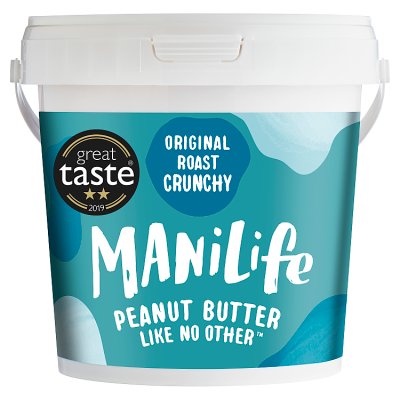 great
taste®
2019
ORIGINAL
ROAST
CRUNCHY
MANiLife
PEANUT BUTTER
LIKE NO OTHER™